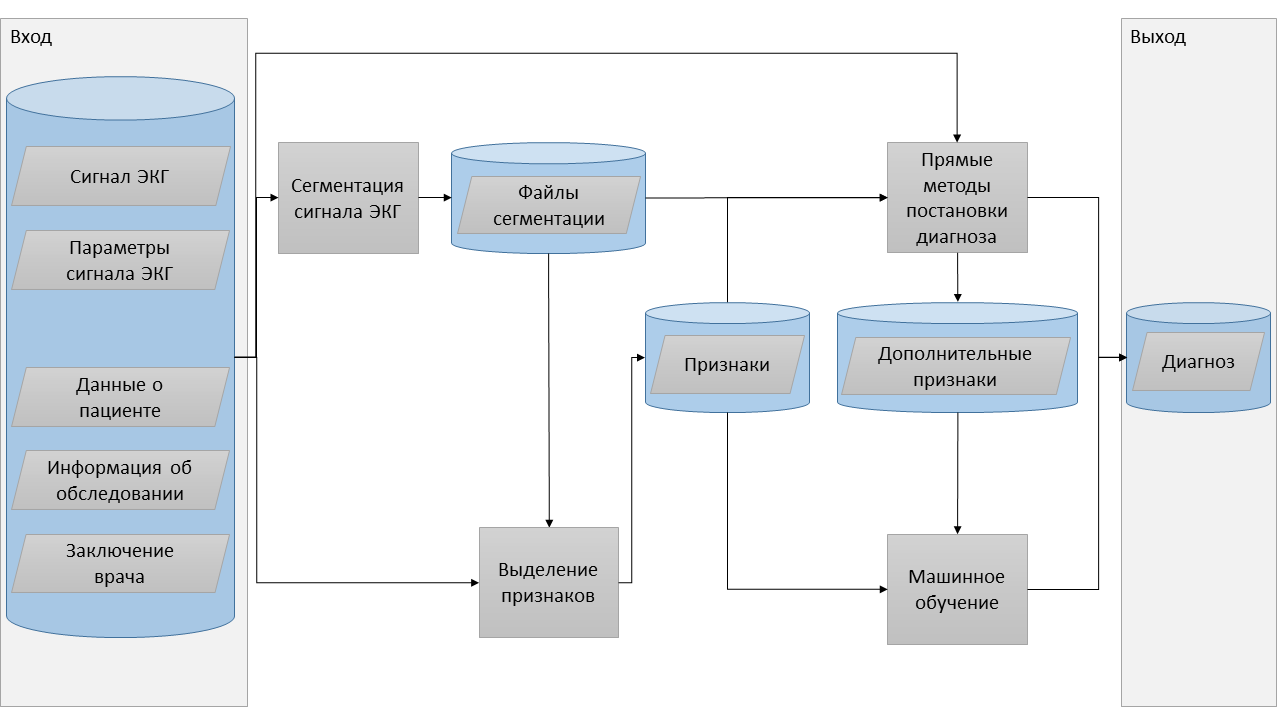 Вход
Сигнал ЭКГ
Параметры
сигнала ЭКГ
Данные о
пациенте
Информация об
обследовании
Заключение
врача
Сегментация
сигнала ЭКГ
Файлы
сегментации
Выделение
признаков
Признаки
Прямые
методы
постановки
диагноза
Дополнительные
признаки
Машинное
обучение
Выход
Диагноз